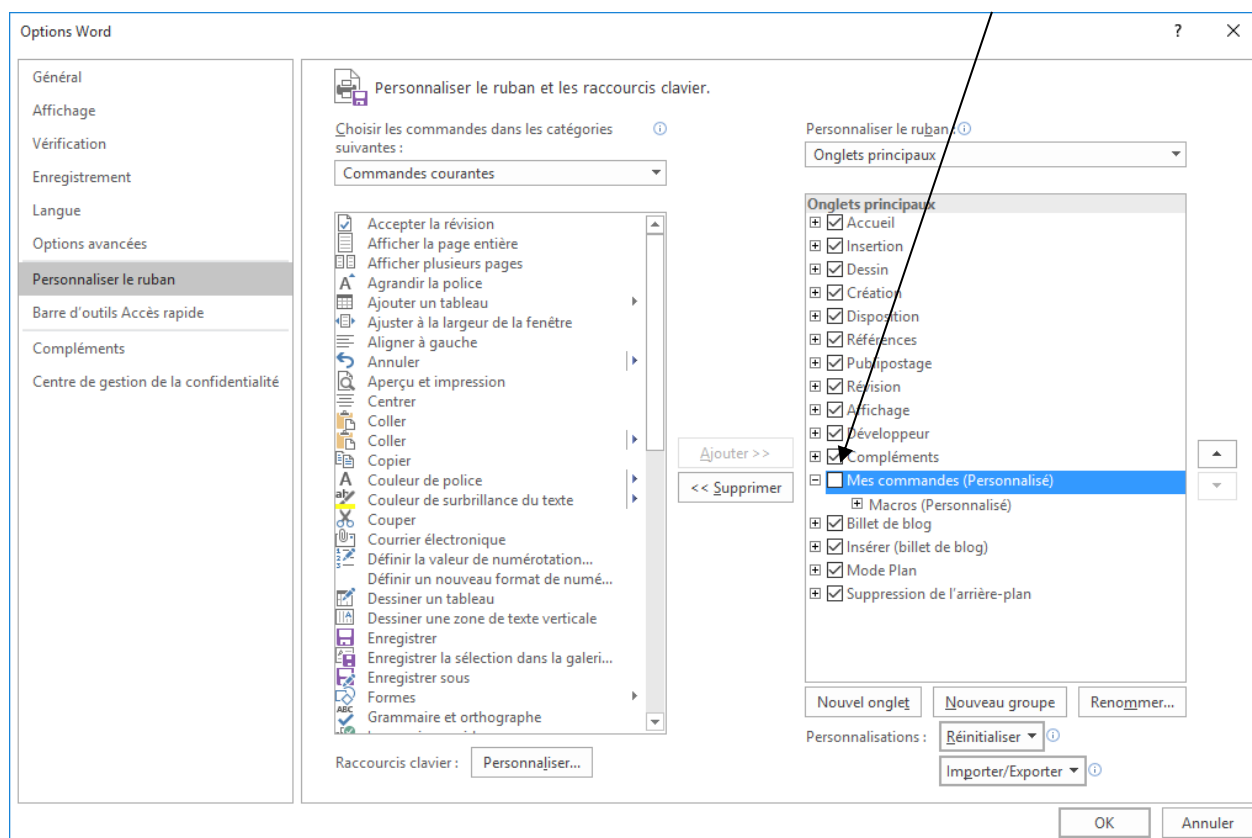 Options Word
?
Général
Affichage
Vérification
Enregistrement
Langue
Options avancées
Personnaliser le ruban
Barre d'outils Accès rapide
Compléments
Centre de gestion de la confidentialité
Personnaliser le ruban et les raccourcis clavier.
Choisir les commandes dans les catégories
suivantes :
Commandes courantes
Accepter la révision
Afficher la page entière
Afficher plusieurs pages
Agrandir la police
Ajouter un tableau
Ajuster à la largeur de la fenêtre
Aligner à gauche
Annuler
Aperçu et impression
Centrer
Coller
Coller
Copier
Couleur de police
Couleur de surbrillance du texte
Couper
Courrier électronique
Définir la valeur de numérotation...
Définir un nouveau format de numé...
Dessiner un tableau
Dessiner une zone de texte verticale
Enregistrer
Enregistrer la sélection dans la galeri...
Enregistrer sous
Formes
Grammaire et orthographe
Raccourcis clavier :
Personnaliser...
Ajouter >>
<< Supprimer
Personnaliser le ruban :
Onglets principaux
Onglets principaux
Accueil
Insertion
Dessin
Création
Disposition
Références
Publipostage
Révision
Affichage
Développeur
Compléments
Mes commandes (Personnalisé)
Macros (Personnalisé)
Billet de blog
Insérer (billet de blog)
Mode Plan
Suppression de l'arrière-plan
Nouvel onglet
Nouveau groupe
Renommer...
Personnalisations :
Réinitialiser
Importer/Exporter
OK
Annuler